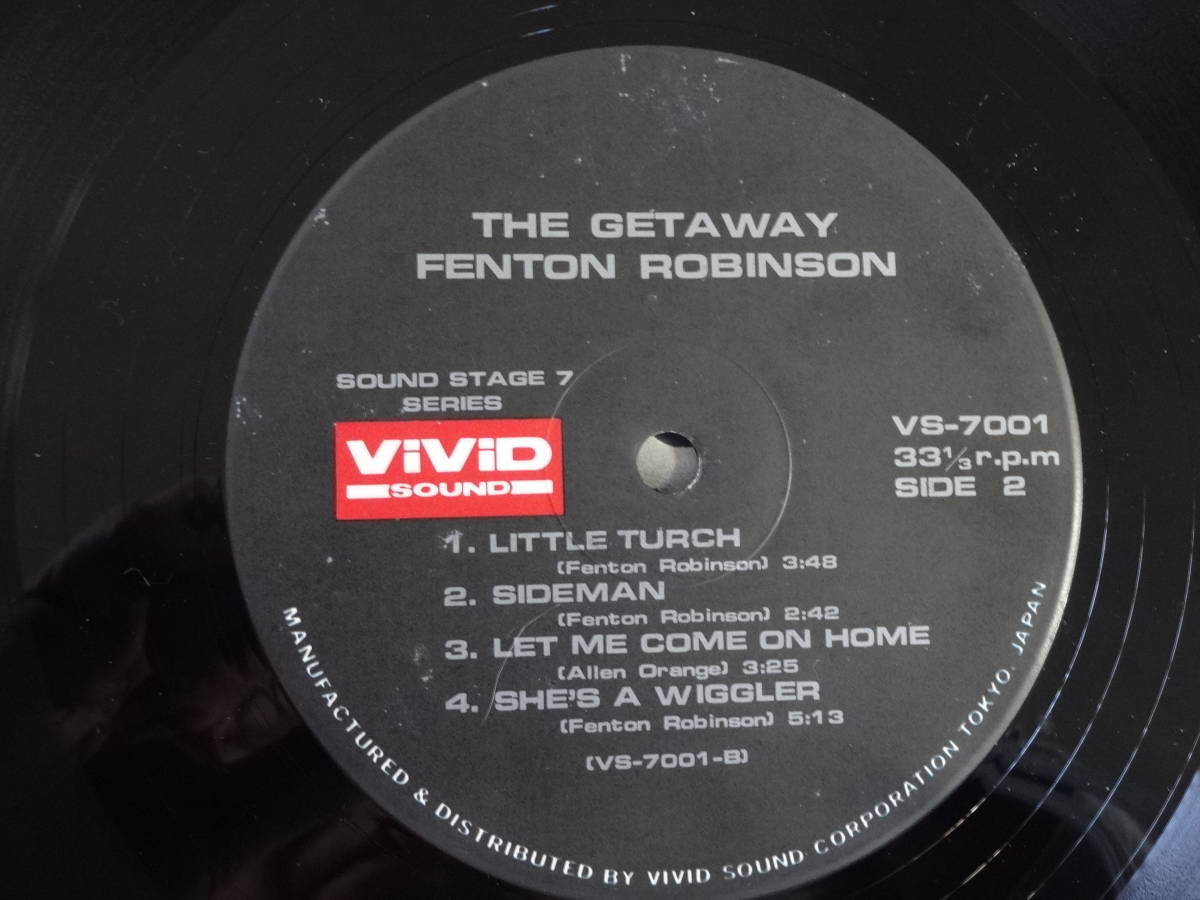 THE GETAWAY
FENTON ROBINSON
SOUND STAGE 7
SERIES
ViViD
SOUND
VS-7001
33 1/3 r.p.m
SIDE 2
1. LITTLE TURCH
(Fenton Robinson) 3:48
2. SIDEMAN
(Fenton Robinson) 2:42
3. LET ME COME ON HOME
(Allen Orange) 3:25
4. SHE'S A WIGGLER
(Fenton Robinson) 5:13
(VS-7001-B)
MANUFACTURED & DISTRIBUTED BY VIVID SOUND CORPORATION TOKYO, JAPAN